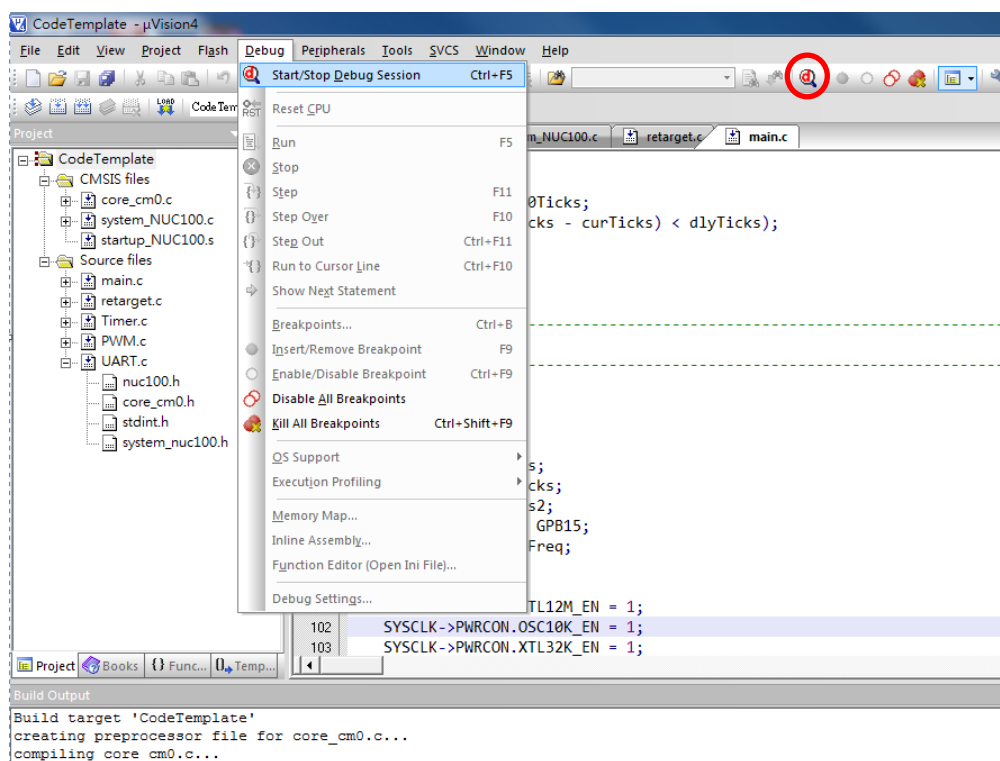 CodeTemplate - µVision4
File Edit View Project Flash Debug Peripherals Tools SVCS Window Help
Start/Stop Debug Session Ctrl+F5
LOAD CodeTem
RST Reset CPU
Project
m_NUC100.c retarget.c main.c
Run F5
CodeTemplate
Stop
CMSIS files
core_cm0.c
Step F11
0Ticks;
system_NUC100.c
Step Over F10
cks - curTicks) < dlyTicks);
startup_NUC100.s
Step Out Ctrl+F11
Source files
Run to Cursor Line Ctrl+F10
main.c
Show Next Statement
retarget.c
Timer.c
Breakpoints... Ctrl+B
PWM.c
Insert/Remove Breakpoint F9
UART.c
Enable/Disable Breakpoint Ctrl+F9
nuc100.h
Disable All Breakpoints
core_cm0.h
Kill All Breakpoints Ctrl+Shift+F9
stdint.h
system_nuc100.h
OS Support
s;
Execution Profiling
cks;
s2;
Memory Map...
GPB15;
Inline Assembly...
Freq;
Function Editor (Open Ini File)...
Debug Settings...
TL12M_EN = 1;
102 SYSCLK->PWRCON.OSC10K_EN = 1;
103 SYSCLK->PWRCON.XTL32K_EN = 1;
Project Books {} Func... Temp...
Build Output
Build target 'CodeTemplate'
creating preprocessor file for core_cm0.c...
compiling core_cm0.c...